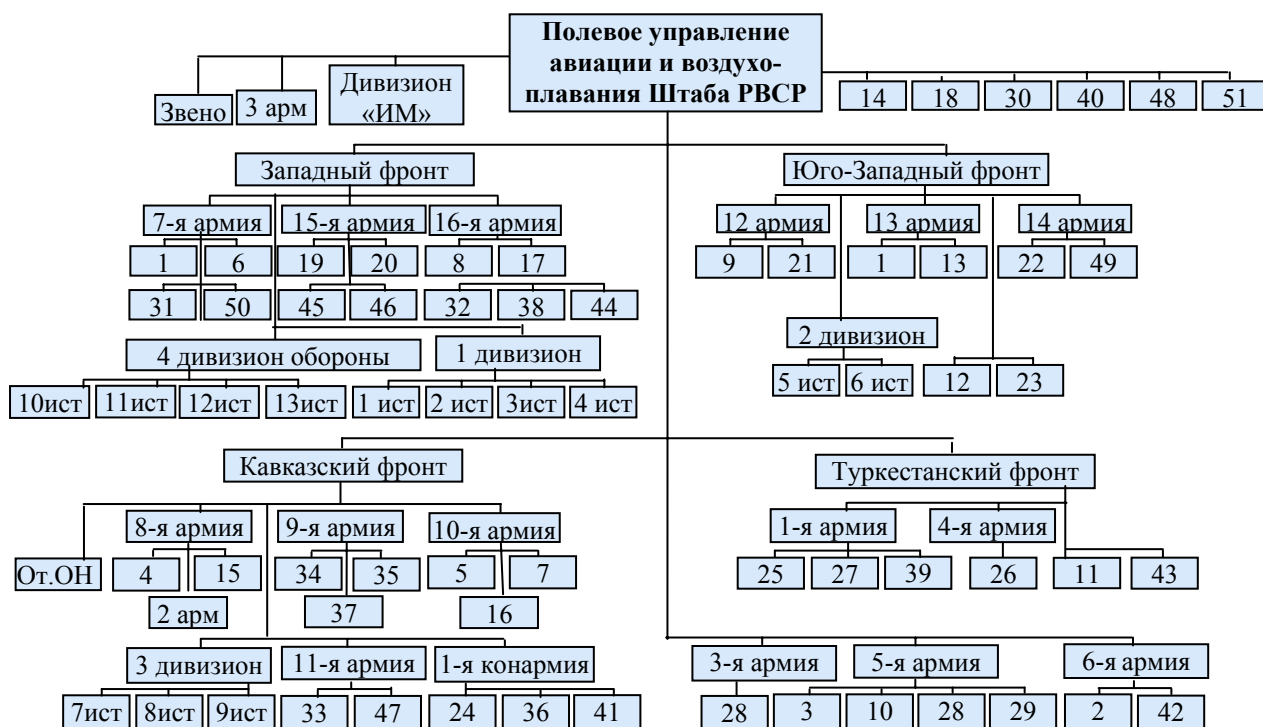 Полевое управление
авиации и воздухо-
плавания Штаба РВСР
Звено
3 арм
Дивизион
«ИМ»
14
18
30
40
48
51
Западный фронт
Юго-Западный фронт
7-я армия
15-я армия
16-я армия
12 армия
13 армия
14 армия
1
6
19
20
8
17
9
21
1
13
22
49
31
50
45
46
32
38
44
4 дивизион обороны
1 дивизион
2 дивизион
10ист
11ист
12ист
13ист
1 ист
2 ист
3ист
4 ист
5 ист
6 ист
12
23
Кавказский фронт
Туркестанский фронт
8-я армия
9-я армия
10-я армия
1-я армия
4-я армия
От.ОН
4
15
34
35
5
7
25
27
39
26
11
43
2 арм
37
16
3 дивизион
11-я армия
1-я конармия
3-я армия
5-я армия
6-я армия
7ист
8ист
9ист
33
47
24
36
41
28
3
10
28
29
2
42